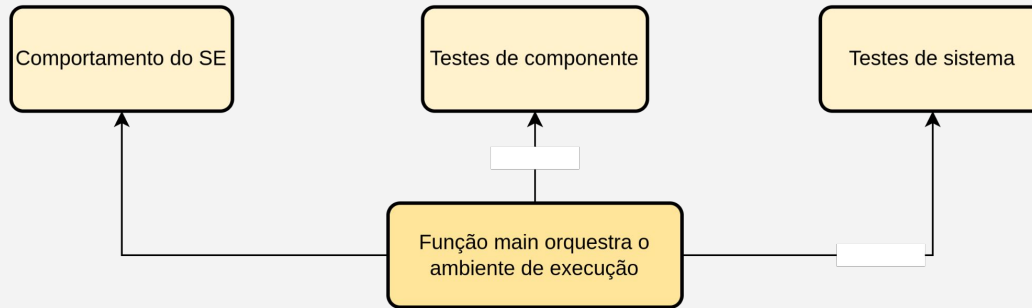 Comportamento do SE
Testes de componente
Testes de sistema
Função main orquestra o
ambiente de execução